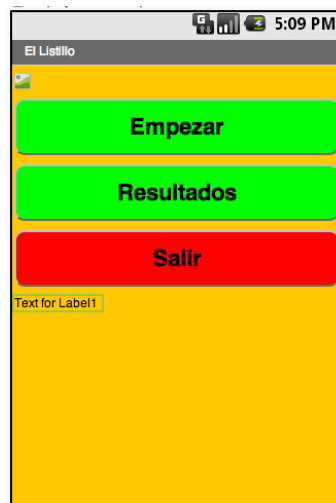 5:09 PM
El Listillo
Empezar
Resultados
Salir
Text for Label1